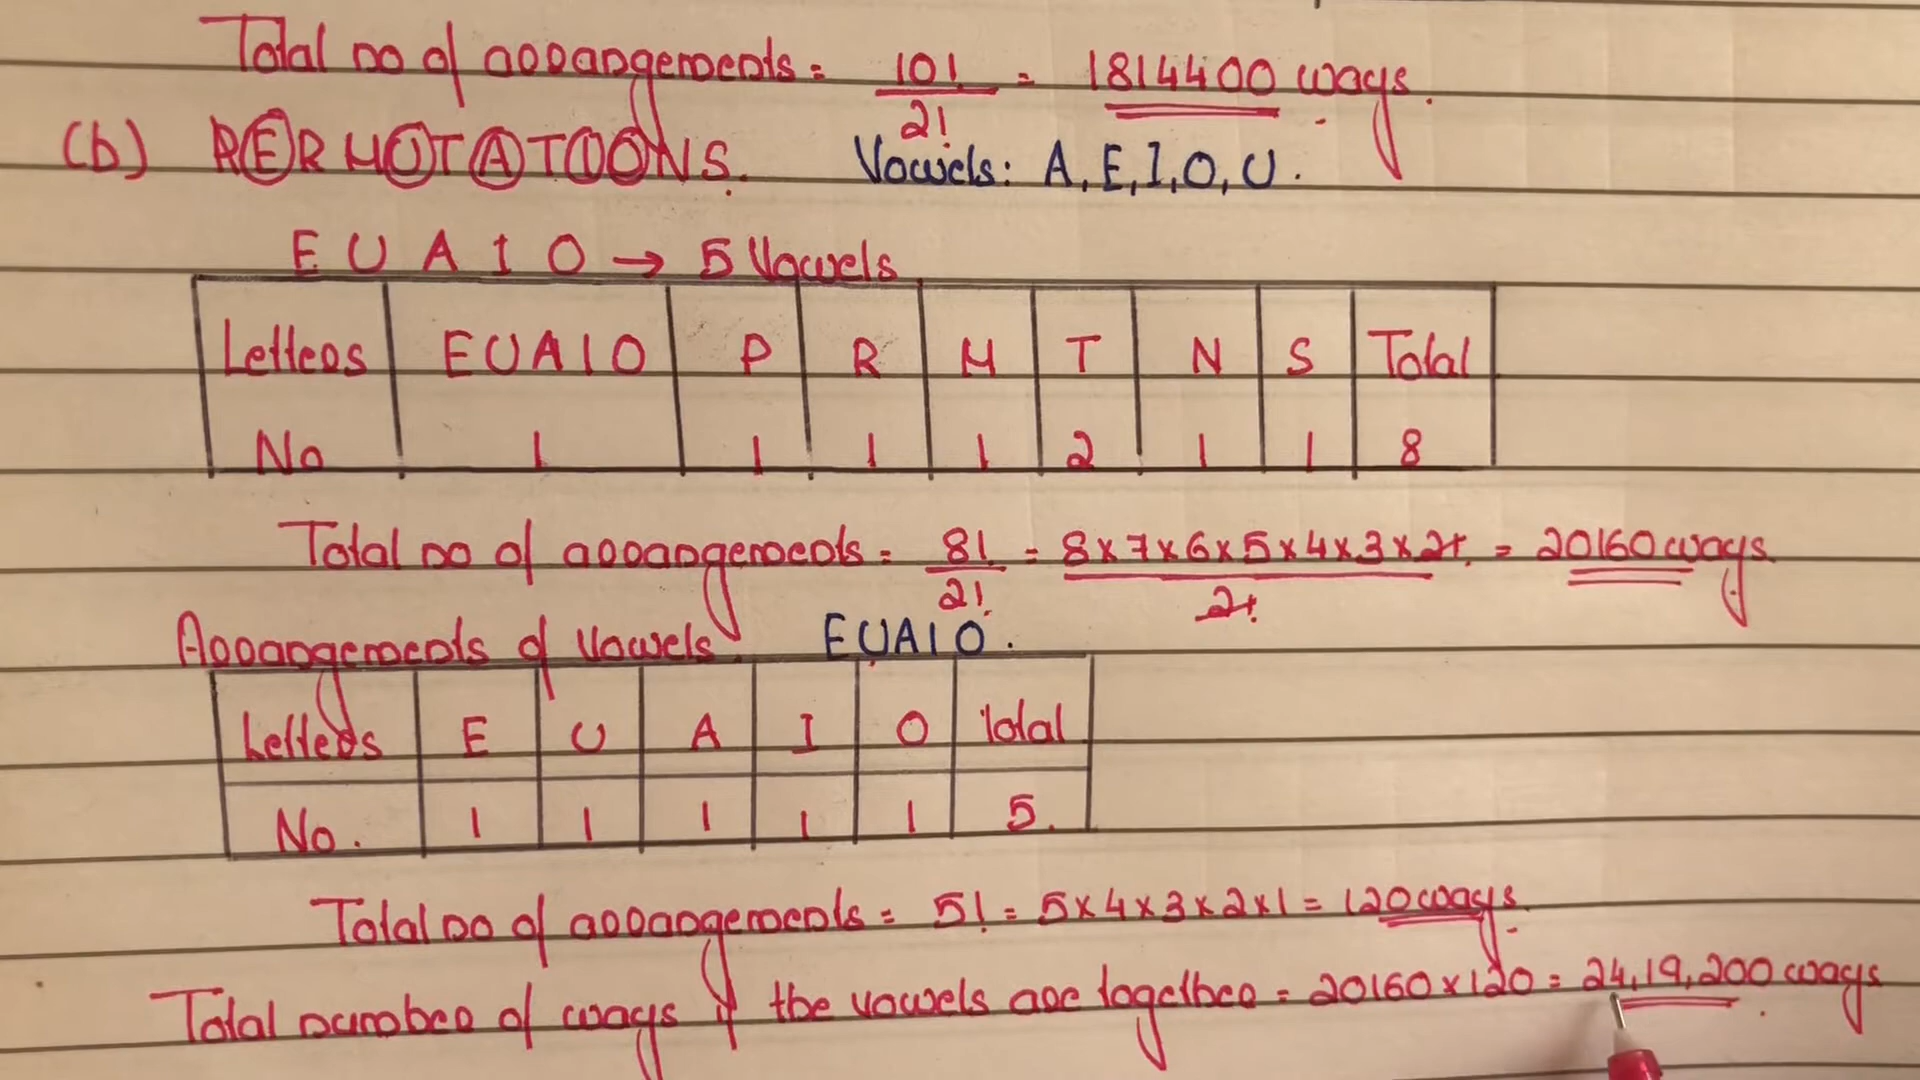 Total no of arrangements = 10! / 2! = 1814400 ways.
(b) PERMUTATIONS. Vowels: A, E, I, O, U.
E U A I O → 5 Vowels
Letters EUAIO P R M T N S Total
No 1 1 1 1 2 1 1 8
Total no of arrangements = 8! / 2! = 8×7×6×5×4×3×2! / 2! = 20160 ways
Arrangements of vowels EUAIO.
Letters E U A I O Total
No. 1 1 1 1 1 5.
Total no of arrangements = 5! = 5×4×3×2×1 = 120 ways.
Total number of ways if the vowels are together = 20160×120 = 24,19,200 ways.